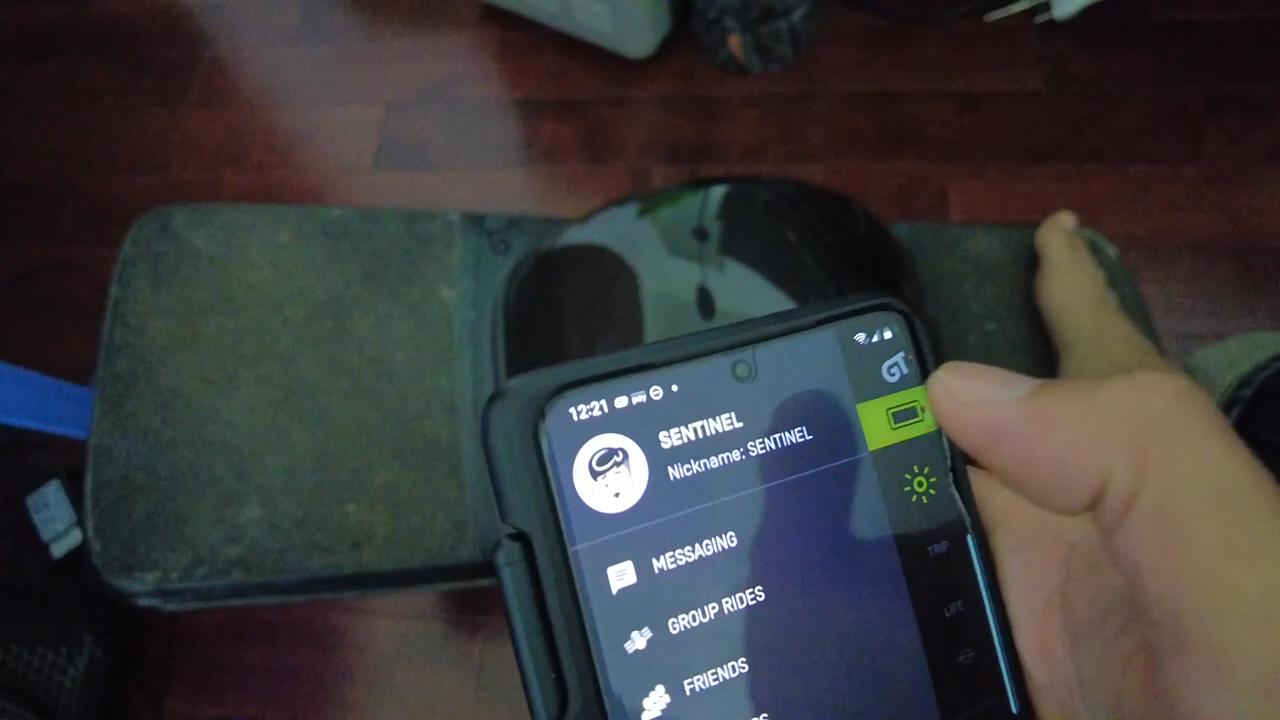 12:21
GT
SENTINEL
Nickname: SENTINEL
MESSAGING
GROUP RIDES
FRIENDS
TRIP
LIFE